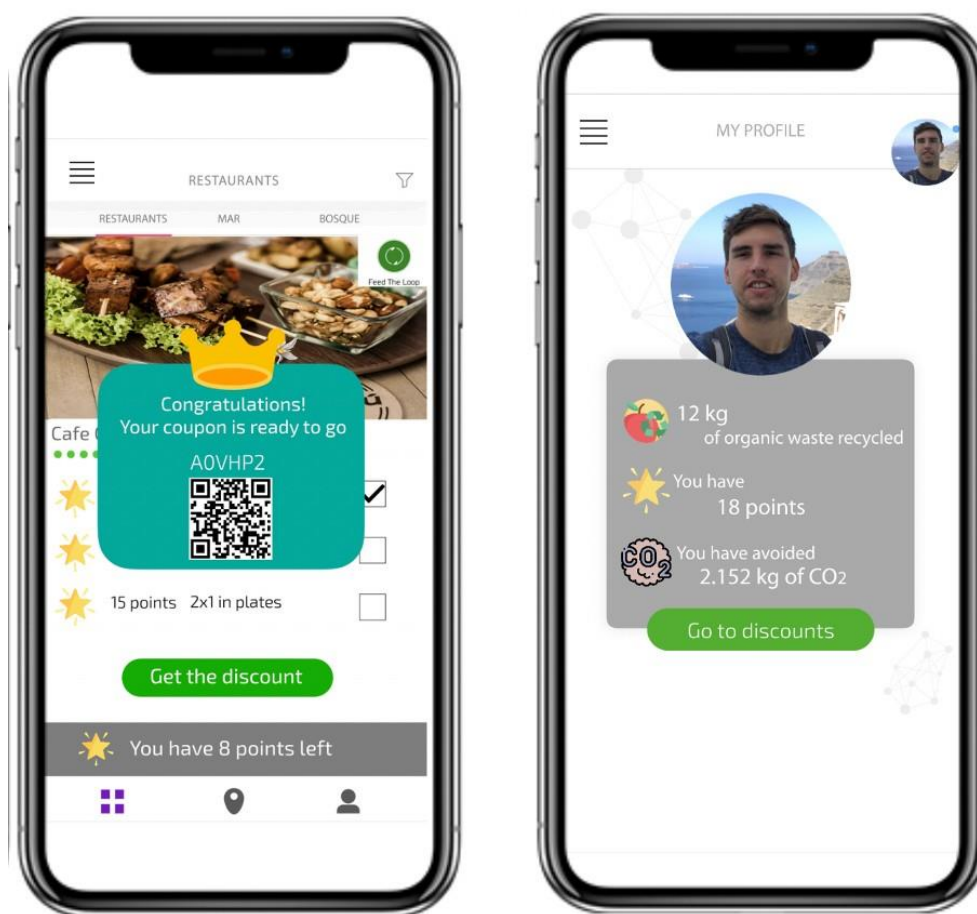 RESTAURANTS
RESTAURANTS MAR BOSQUE
Feed The Loop
Congratulations!
Your coupon is ready to go
A0VHP2
Cafe
15 points 2x1 in plates
Get the discount
You have 8 points left
MY PROFILE
12 kg
of organic waste recycled
You have
18 points
CO2
You have avoided
2.152 kg of CO2
Go to discounts